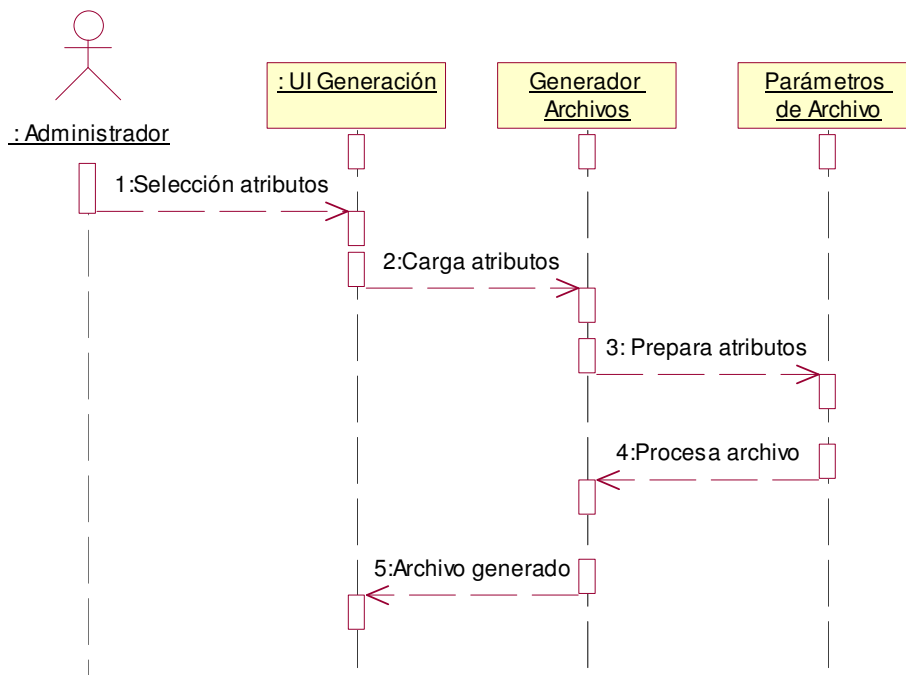 : UI Generación
Generador
Archivos
Parámetros
de Archivo
: Administrador
1:Selección atributos
2:Carga atributos
3: Prepara atributos
4:Procesa archivo
5:Archivo generado